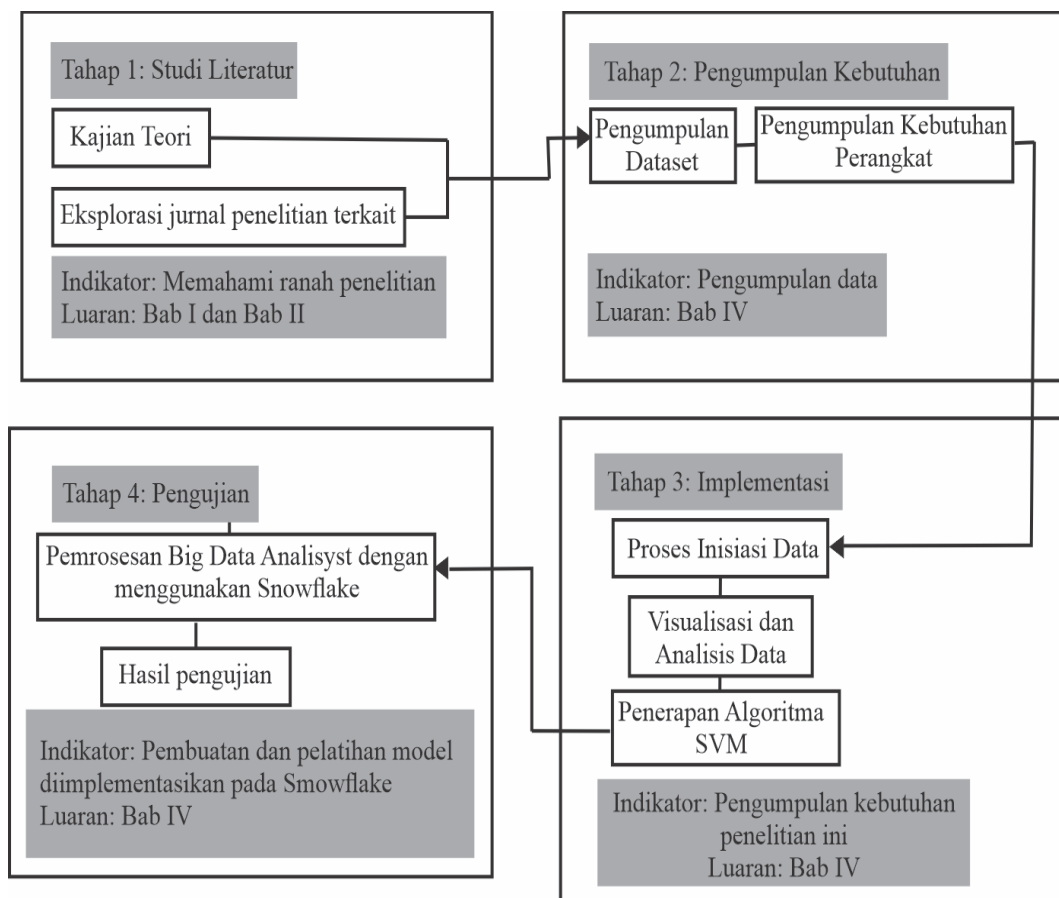 Tahap 1: Studi Literatur
Kajian Teori
Eksplorasi jurnal penelitian terkait
Indikator: Memahami ranah penelitian
Luaran: Bab I dan Bab II
Tahap 2: Pengumpulan Kebutuhan
Pengumpulan
Dataset
Pengumpulan Kebutuhan
Perangkat
Indikator: Pengumpulan data
Luaran: Bab IV
Tahap 3: Implementasi
Proses Inisiasi Data
Visualisasi dan
Analisis Data
Penerapan Algoritma
SVM
Indikator: Pengumpulan kebutuhan
penelitian ini
Luaran: Bab IV
Tahap 4: Pengujian
Pemrosesan Big Data Analisyst dengan
menggunakan Snowflake
Hasil pengujian
Indikator: Pembuatan dan pelatihan model
diimplementasikan pada Smowflake
Luaran: Bab IV